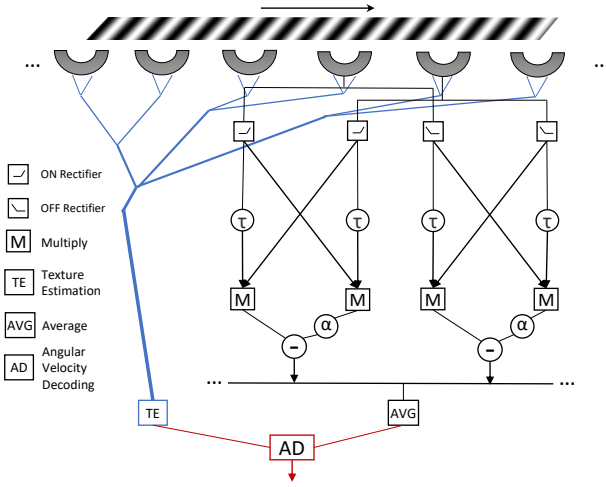 ... ..
ON Rectifier
OFF Rectifier
M Multiply
TE Texture
Estimation
AVG Average
AD Angular
Velocity
Decoding
τ τ τ τ
M M M M
α α
– –
... ...
TE AVG
AD